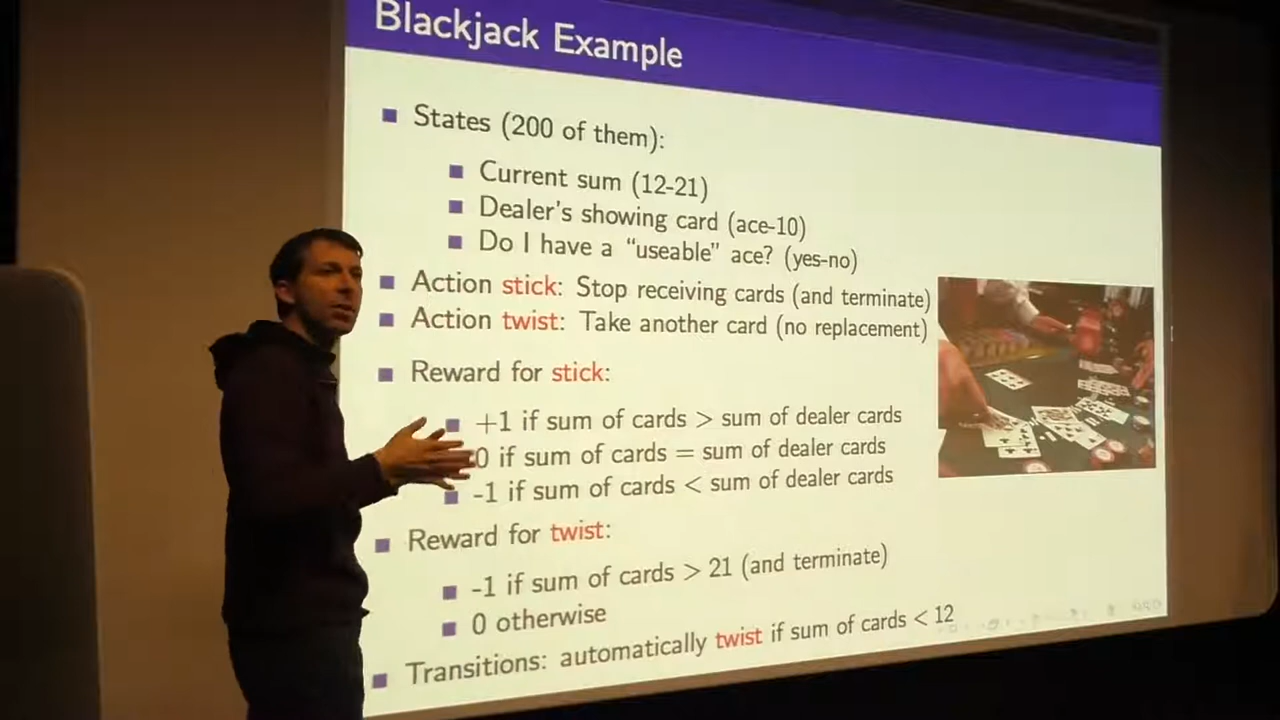 Blackjack Example
States (200 of them):
Current sum (12-21)
Dealer's showing card (ace-10)
Do I have a "useable" ace? (yes-no)
Action stick: Stop receiving cards (and terminate)
Action twist: Take another card (no replacement)
Reward for stick:
+1 if sum of cards > sum of dealer cards
0 if sum of cards = sum of dealer cards
-1 if sum of cards < sum of dealer cards
Reward for twist:
-1 if sum of cards > 21 (and terminate)
0 otherwise
Transitions: automatically twist if sum of cards < 12